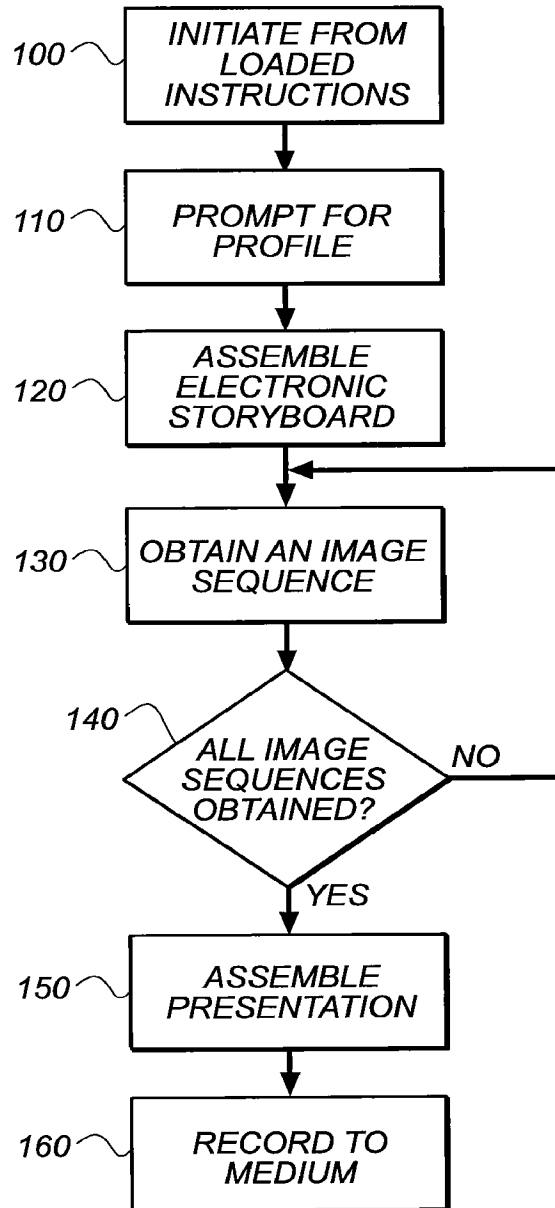 100
INITIATE FROM
LOADED
INSTRUCTIONS
110
PROMPT FOR
PROFILE
120
ASSEMBLE
ELECTRONIC
STORYBOARD
130
OBTAIN AN IMAGE
SEQUENCE
140
ALL IMAGE
SEQUENCES
OBTAINED?
NO
YES
150
ASSEMBLE
PRESENTATION
160
RECORD TO
MEDIUM